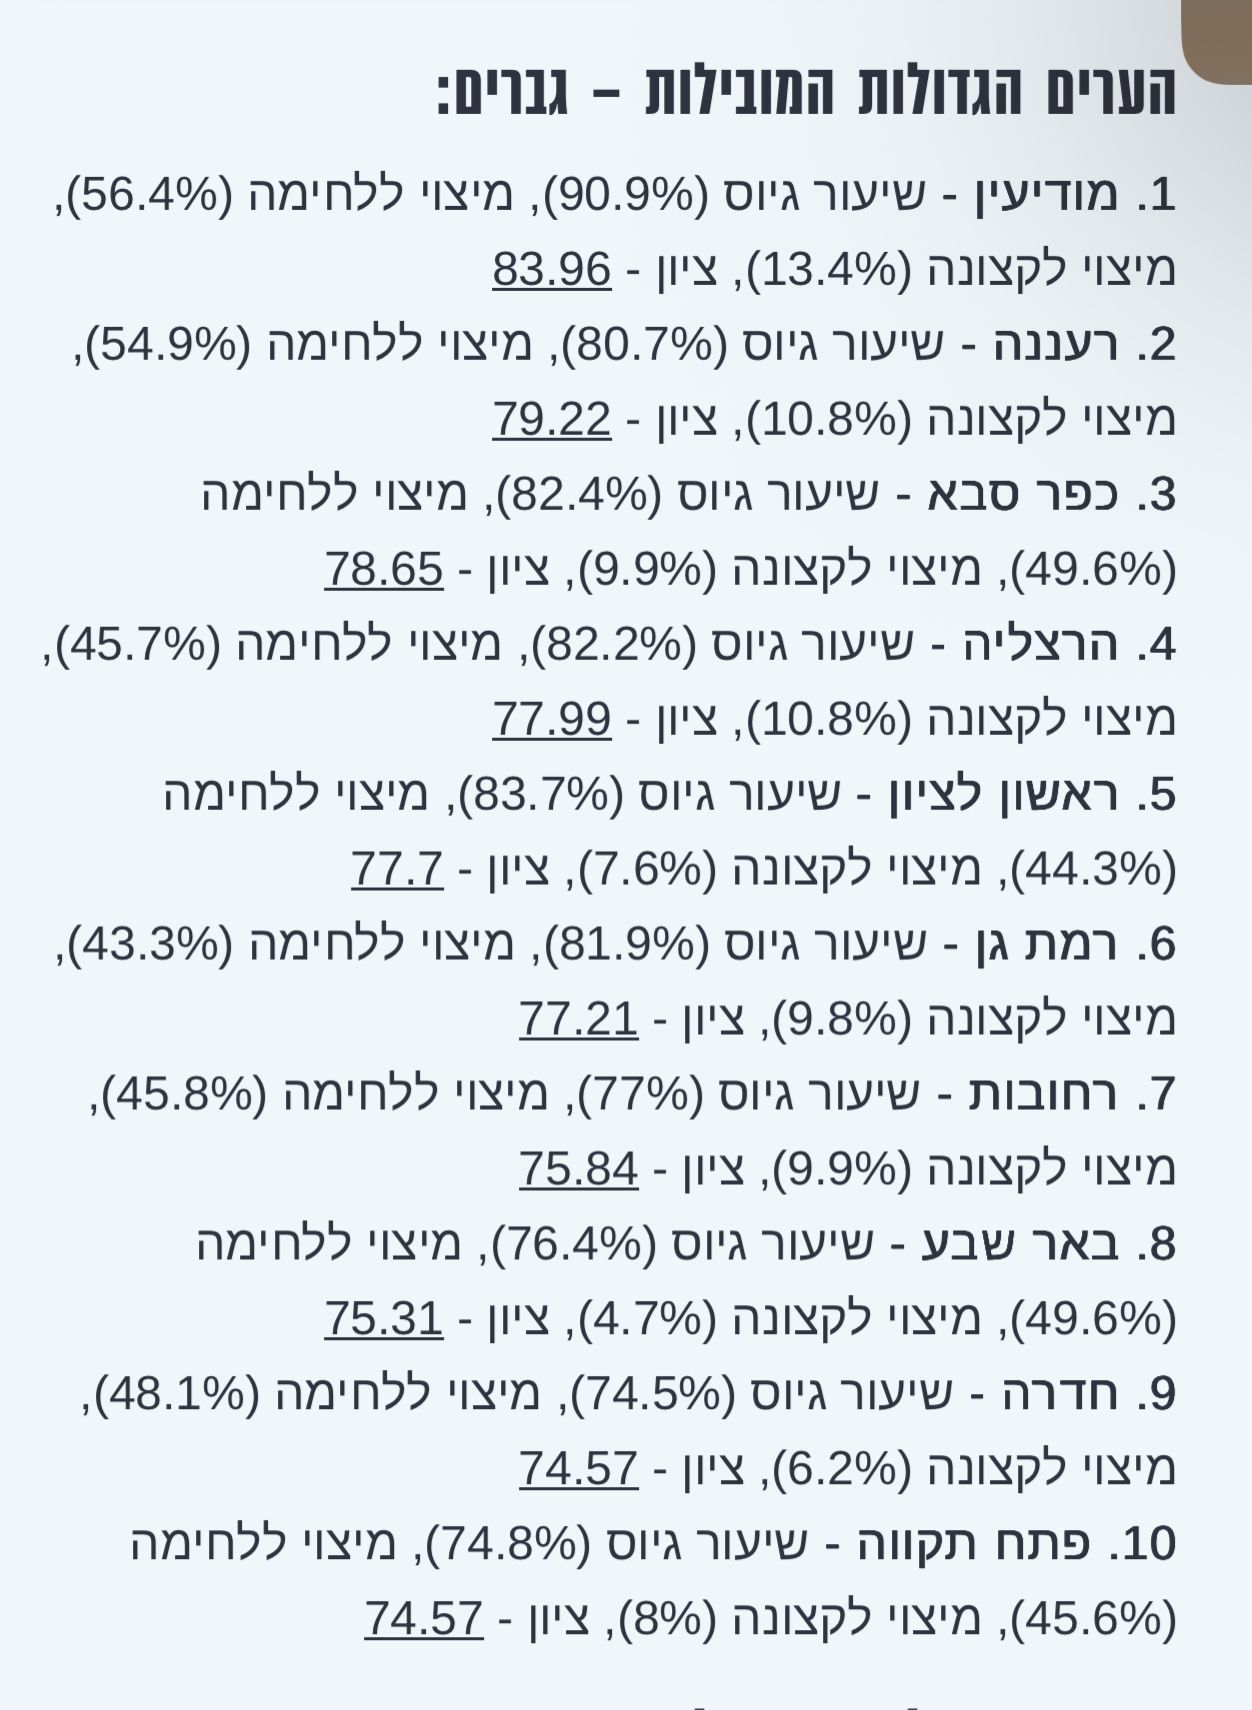 הערים הגדולות המובילות – גברים:
1. מודיעין - שיעור גיוס (90.9%), מיצוי ללחימה (56.4%),
מיצוי לקצונה (13.4%), ציון - 83.96
2. רעננה - שיעור גיוס (80.7%), מיצוי ללחימה (54.9%),
מיצוי לקצונה (10.8%), ציון - 79.22
3. כפר סבא - שיעור גיוס (82.4%), מיצוי ללחימה
(49.6%), מיצוי לקצונה (9.9%), ציון - 78.65
4. הרצליה - שיעור גיוס (82.2%), מיצוי ללחימה (45.7%),
מיצוי לקצונה (10.8%), ציון - 77.99
5. ראשון לציון - שיעור גיוס (83.7%), מיצוי ללחימה
(44.3%), מיצוי לקצונה (7.6%), ציון - 77.7
6. רמת גן - שיעור גיוס (81.9%), מיצוי ללחימה (43.3%),
מיצוי לקצונה (9.8%), ציון - 77.21
7. רחובות - שיעור גיוס (77%), מיצוי ללחימה (45.8%),
מיצוי לקצונה (9.9%), ציון - 75.84
8. באר שבע - שיעור גיוס (76.4%), מיצוי ללחימה
(49.6%), מיצוי לקצונה (4.7%), ציון - 75.31
9. חדרה - שיעור גיוס (74.5%), מיצוי ללחימה (48.1%),
מיצוי לקצונה (6.2%), ציון - 74.57
10. פתח תקווה - שיעור גיוס (74.8%), מיצוי ללחימה
(45.6%), מיצוי לקצונה (8%), ציון - 74.57